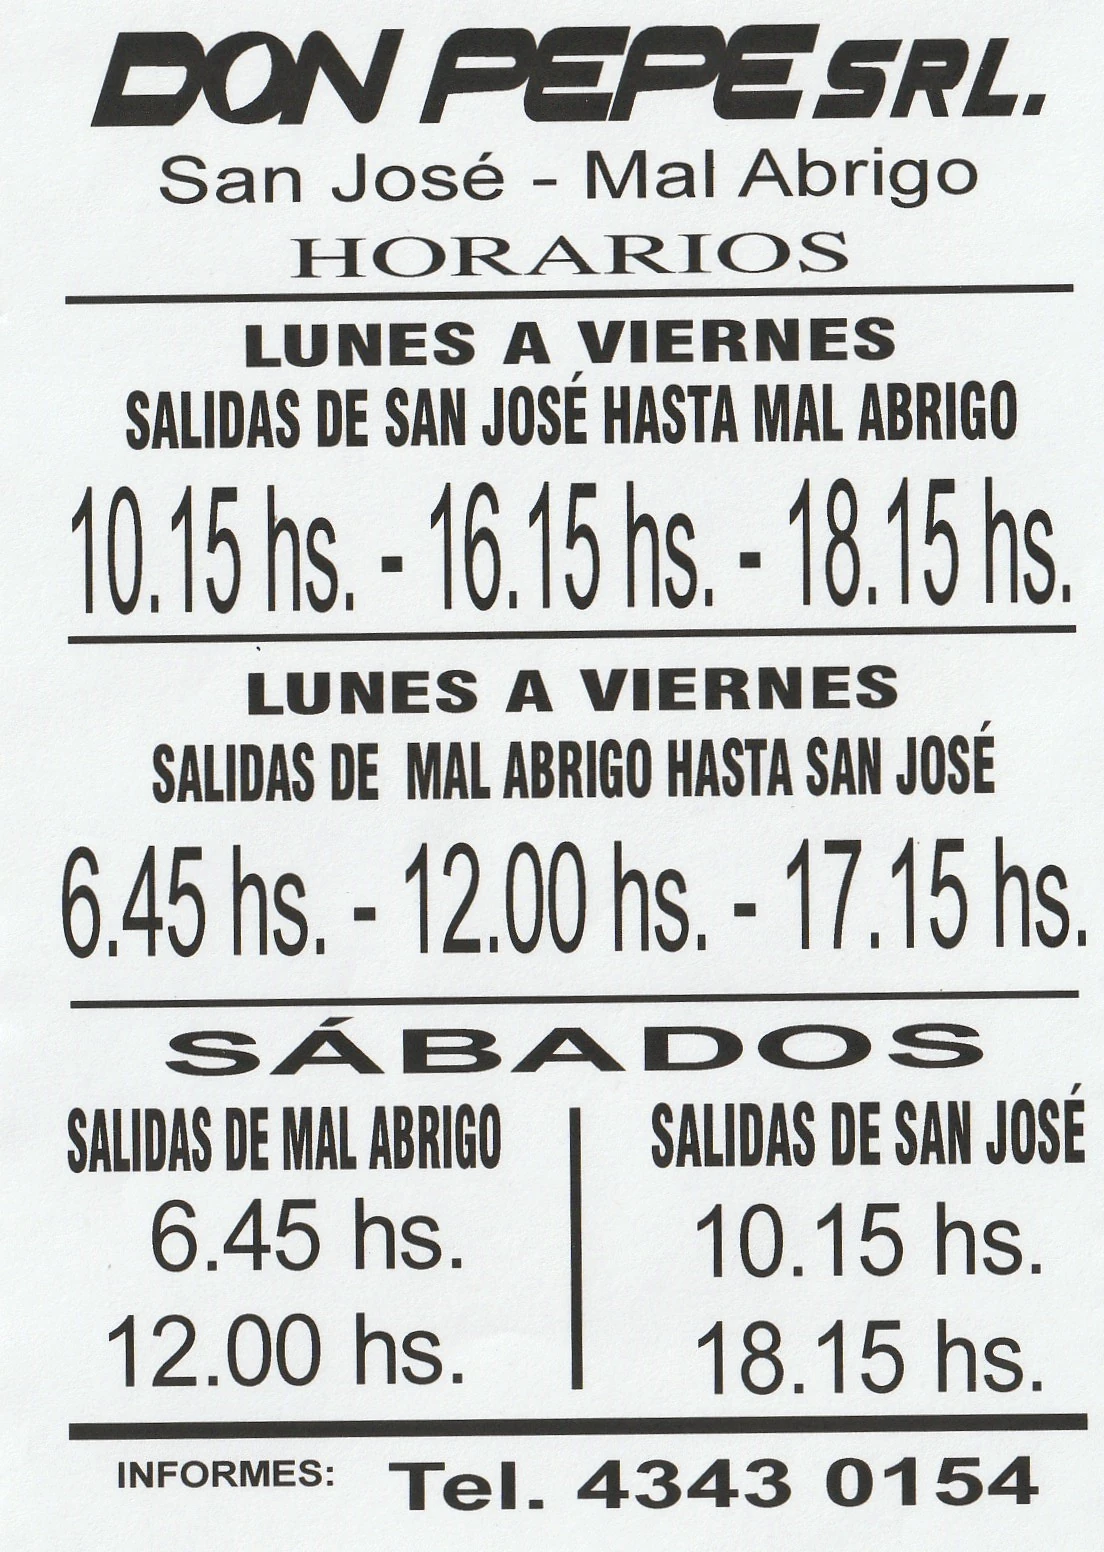 DON PEPE SRL.
San José - Mal Abrigo
HORARIOS
LUNES A VIERNES
SALIDAS DE SAN JOSÉ HASTA MAL ABRIGO
10.15 hs. - 16.15 hs. - 18.15 hs.
LUNES A VIERNES
SALIDAS DE MAL ABRIGO HASTA SAN JOSÉ
6.45 hs. - 12.00 hs. - 17.15 hs.
SÁBADOS
SALIDAS DE MAL ABRIGO
6.45 hs.
12.00 hs.
SALIDAS DE SAN JOSÉ
10.15 hs.
18.15 hs.
INFORMES: Tel. 4343 0154